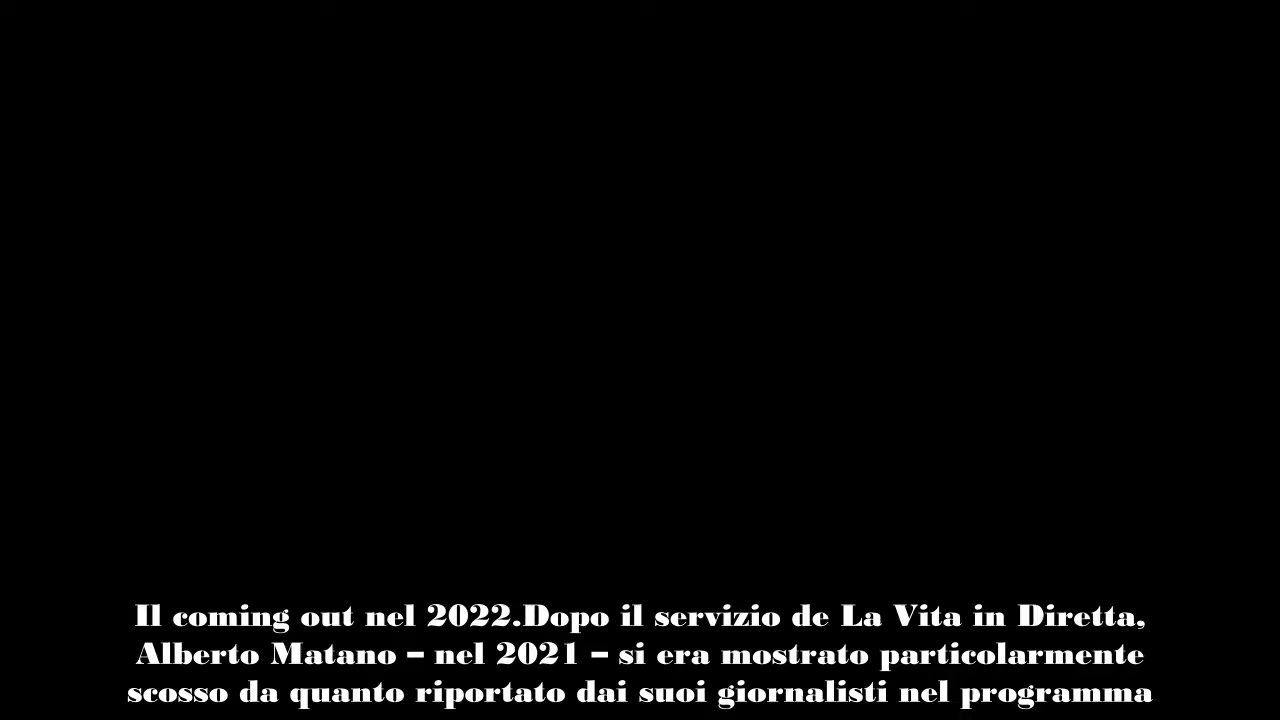 Il coming out nel 2022.Dopo il servizio de La Vita in Diretta,
Alberto Matano – nel 2021 – si era mostrato particolarmente
scosso da quanto riportato dai suoi giornalisti nel programma